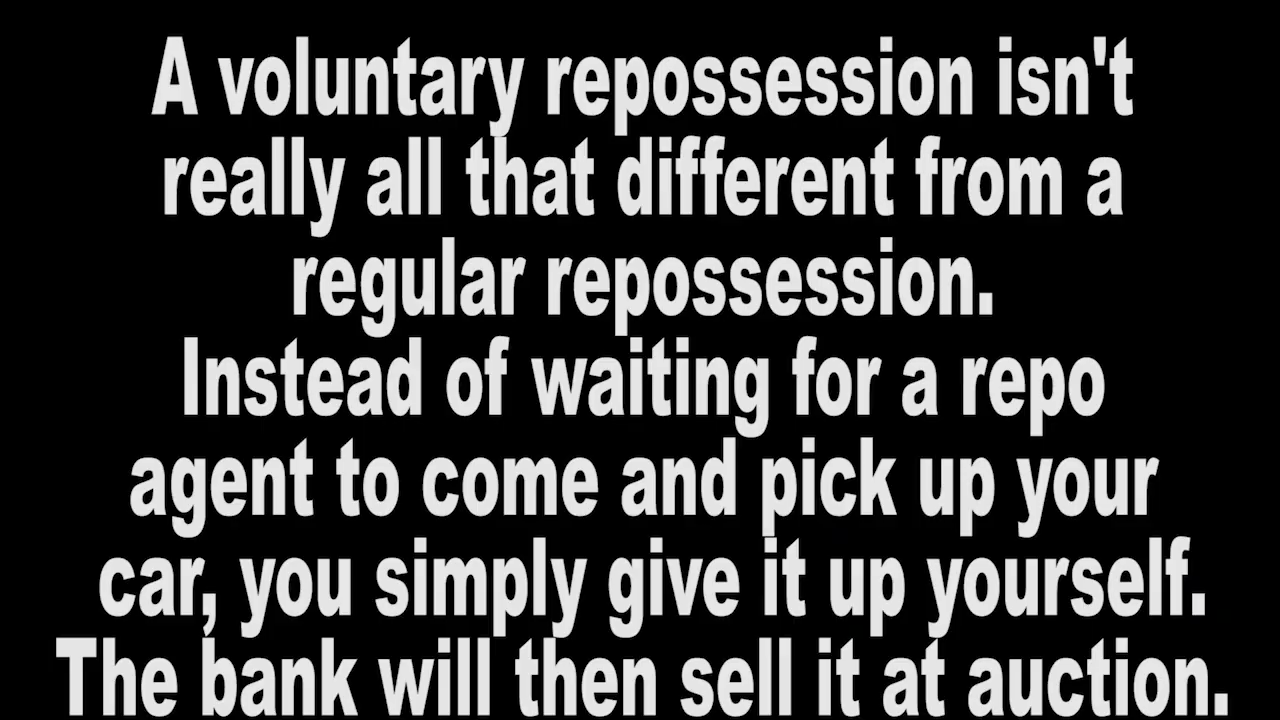 A voluntary repossession isn't
really all that different from a
regular repossession.
Instead of waiting for a repo
agent to come and pick up your
car, you simply give it up yourself.
The bank will then sell it at auction.